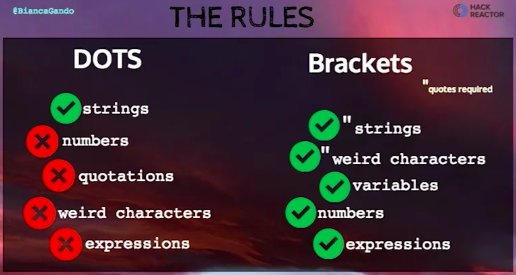 @BiancaGando
THE RULES
HACK
REACTOR
DOTS
strings
numbers
quotations
weird characters
expressions
Brackets
"quotes required
"strings
"weird characters
variables
numbers
expressions